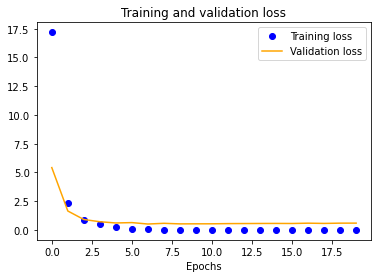 Training and validation loss
17.5
15.0
12.5
10.0
7.5
5.0
2.5
0.0
Training loss
Validation loss
0.0 2.5 5.0 7.5 10.0 12.5 15.0 17.5
Epochs